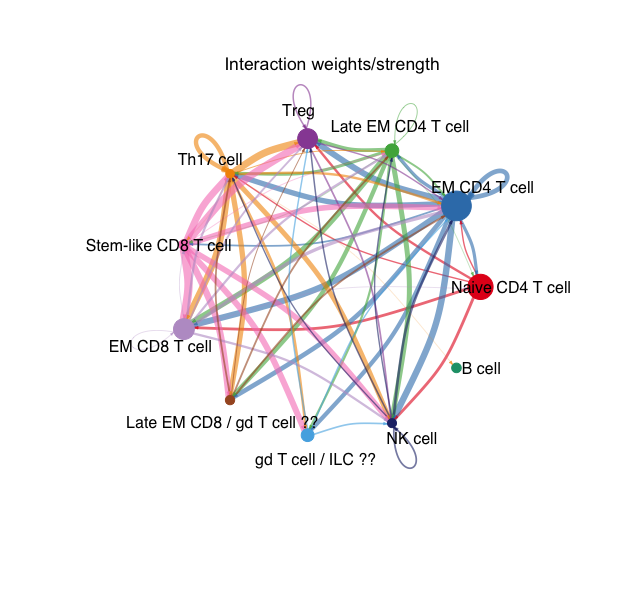 Interaction weights/strength
Treg
Late EM CD4 T cell
Th17 cell
EM CD4 T cell
Stem-like CD8 T cell
Naive CD4 T cell
EM CD8 T cell
B cell
Late EM CD8 / gd T cell ??
NK cell
gd T cell / ILC ??